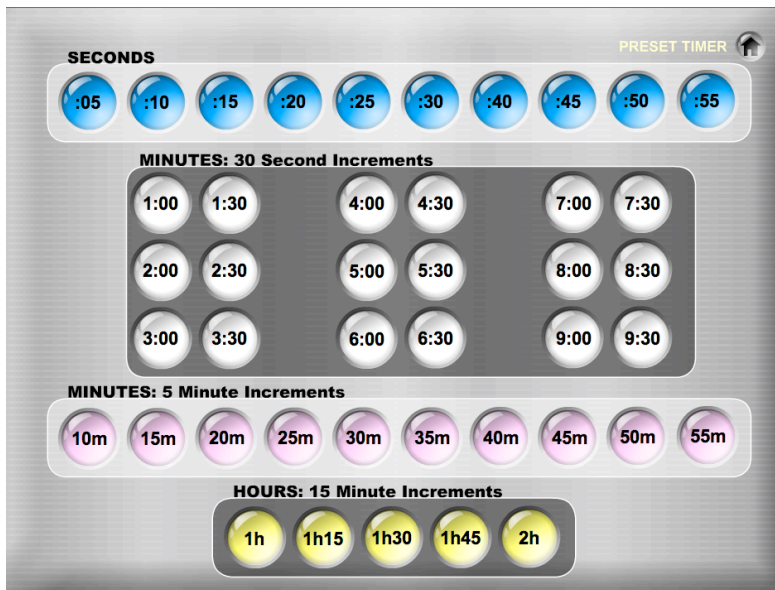 PRESET TIMER
SECONDS
:05 :10 :15 :20 :25 :30 :40 :45 :50 :55
MINUTES: 30 Second Increments
1:00 1:30 4:00 4:30 7:00 7:30
2:00 2:30 5:00 5:30 8:00 8:30
3:00 3:30 6:00 6:30 9:00 9:30
MINUTES: 5 Minute Increments
10m 15m 20m 25m 30m 35m 40m 45m 50m 55m
HOURS: 15 Minute Increments
1h 1h15 1h30 1h45 2h